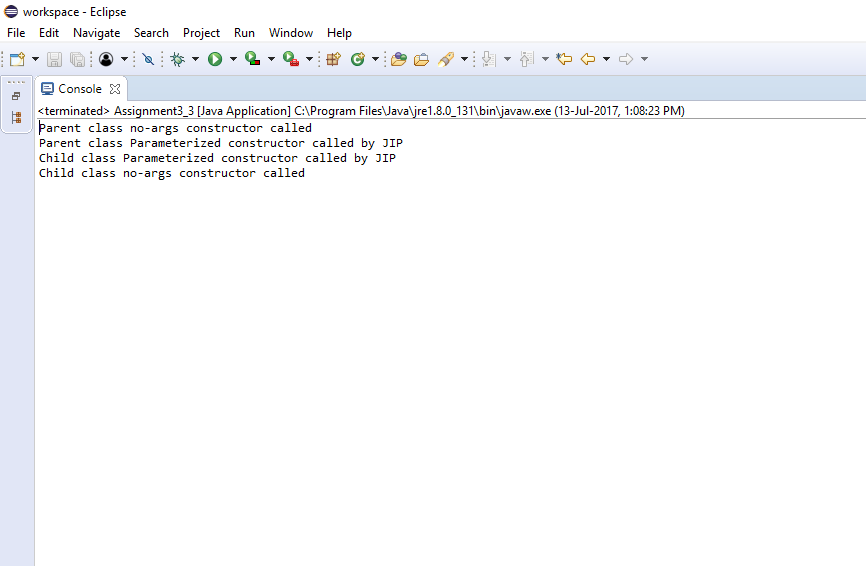 workspace - Eclipse
File Edit Navigate Search Project Run Window Help
Console
<terminated> Assignment3_3 [Java Application] C:\Program Files\Java\jre1.8.0_131\bin\javaw.exe (13-Jul-2017, 1:08:23 PM)
Parent class no-args constructor called
Parent class Parameterized constructor called by JIP
Child class Parameterized constructor called by JIP
Child class no-args constructor called